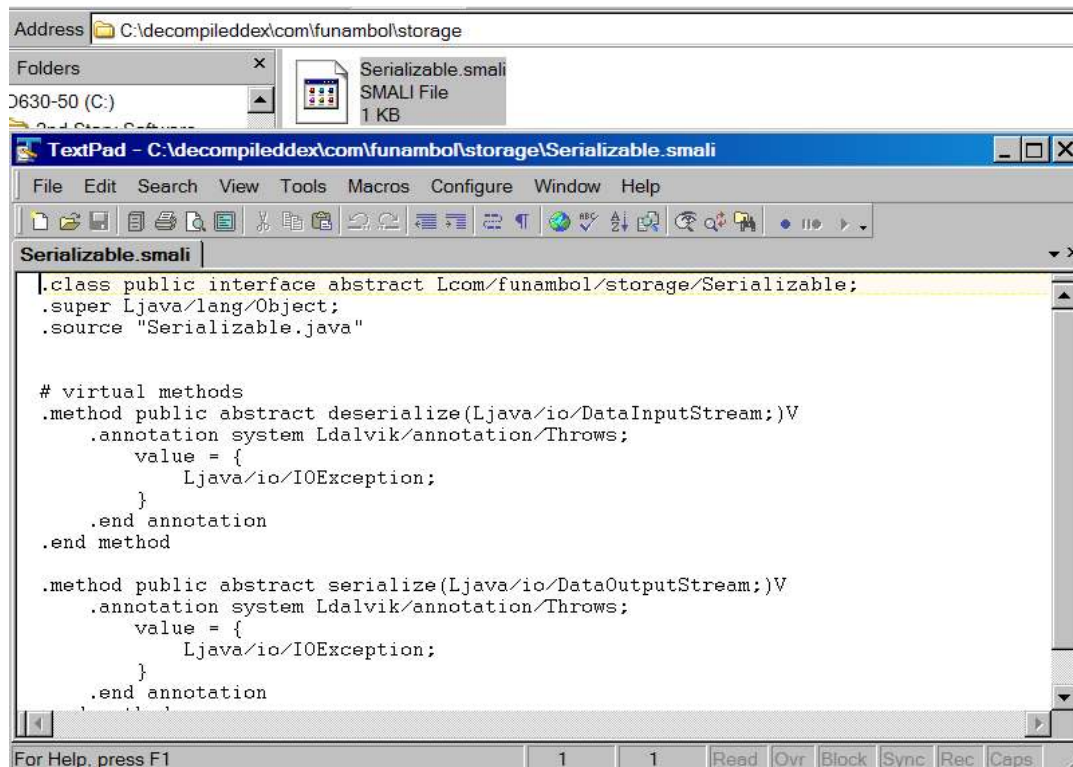 Address C:\decompileddex\com\funambol\storage
Folders
Serializable.smali
SMALI File
1 KB
D630-50 (C:)
TextPad - C:\decompileddex\com\funambol\storage\Serializable.smali
File Edit Search View Tools Macros Configure Window Help
Serializable.smali
.class public interface abstract Lcom/funambol/storage/Serializable;
.super Ljava/lang/Object;
.source "Serializable.java"
# virtual methods
.method public abstract deserialize(Ljava/io/DataInputStream;)V
.annotation system Ldalvik/annotation/Throws;
value = {
Ljava/io/IOException;
}
.end annotation
.end method
.method public abstract serialize(Ljava/io/DataOutputStream;)V
.annotation system Ldalvik/annotation/Throws;
value = {
Ljava/io/IOException;
}
.end annotation
For Help, press F1 1 1 Read Ovr Block Sync Rec Caps